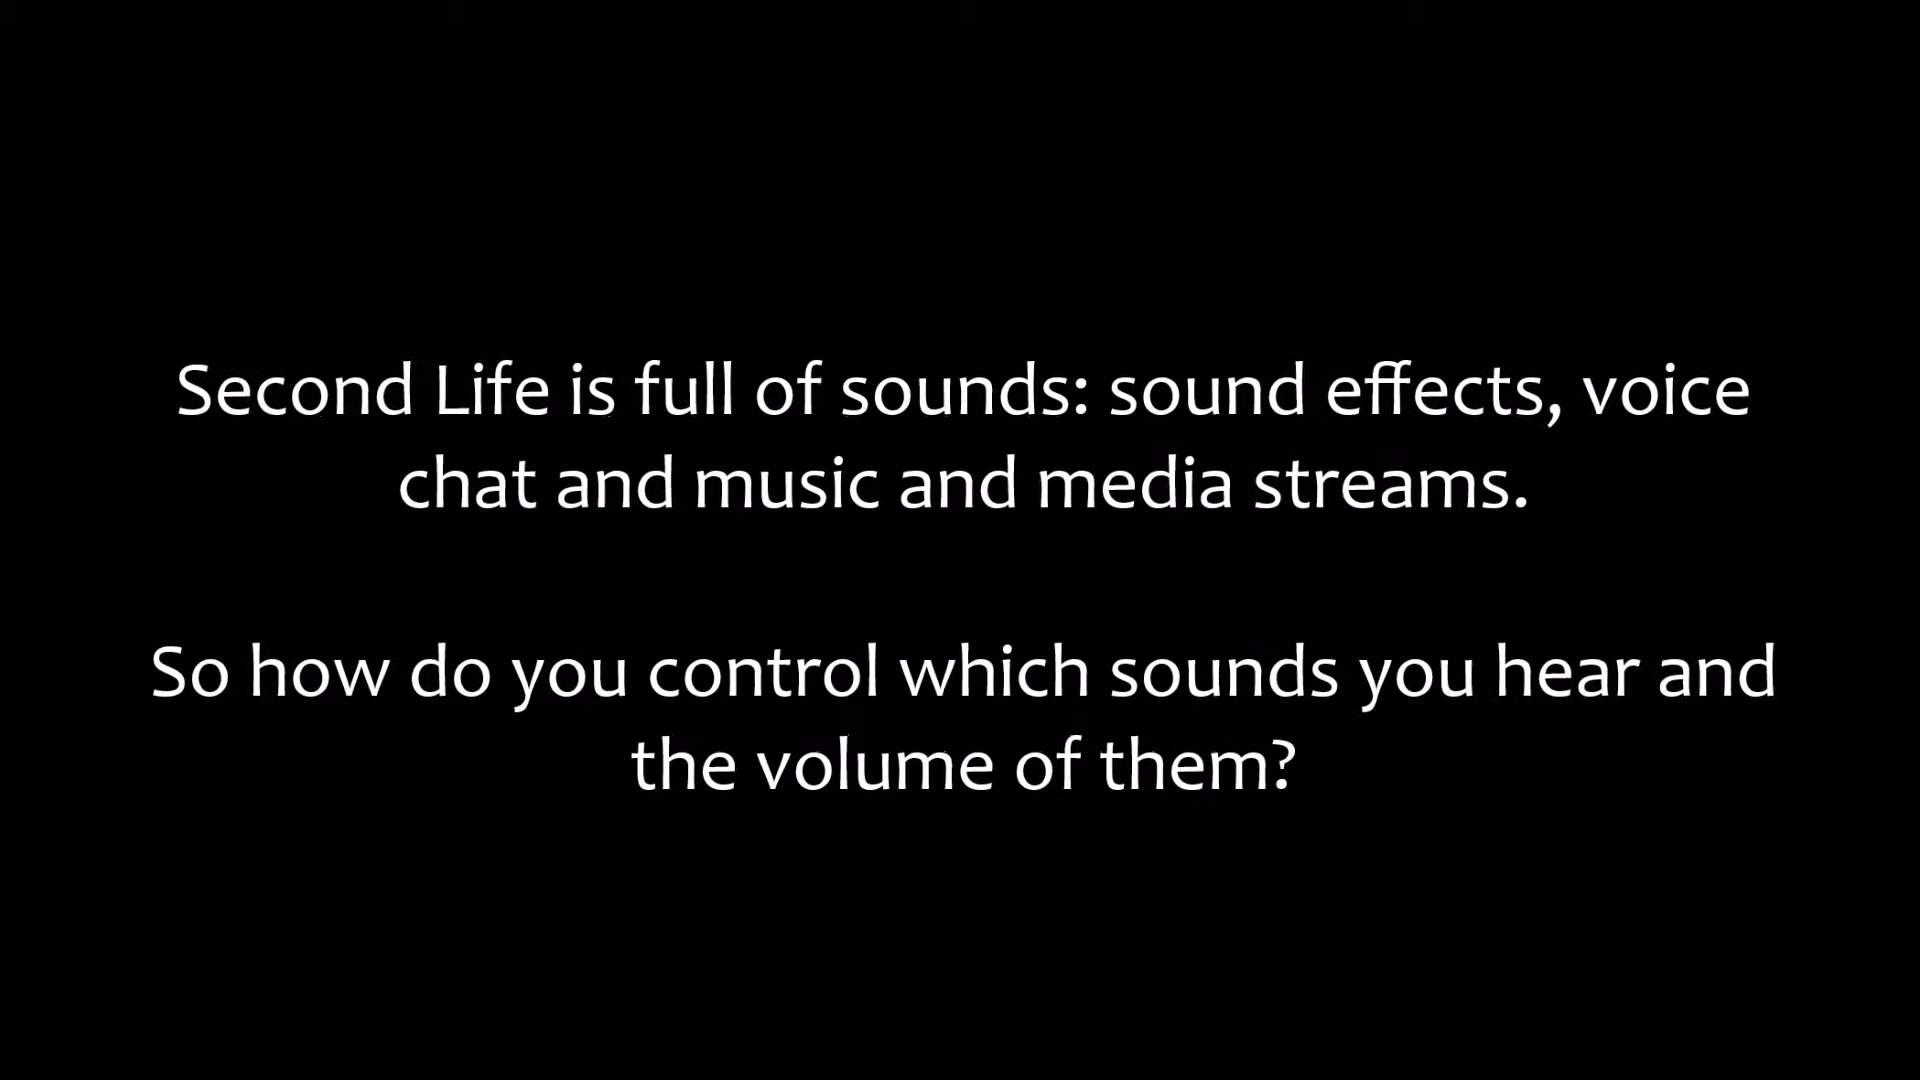 Second Life is full of sounds: sound effects, voice
chat and music and media streams.
So how do you control which sounds you hear and
the volume of them?